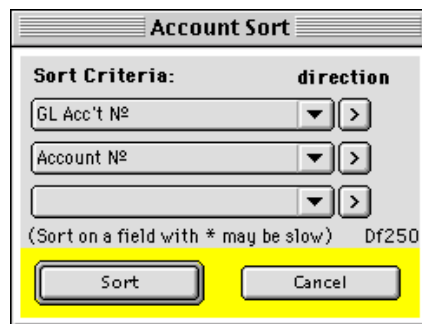 Account Sort
Sort Criteria: direction
GL Acc't Nº >
Account Nº >
>
(Sort on a field with * may be slow) Df250
Sort Cancel